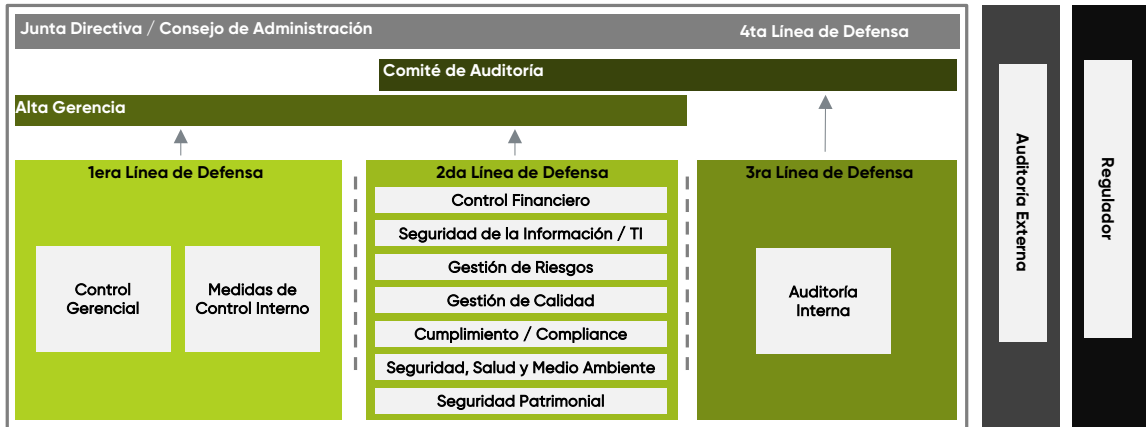 Junta Directiva / Consejo de Administración
4ta Línea de Defensa
Comité de Auditoría
Alta Gerencia
1era Línea de Defensa
Control
Gerencial
Medidas de
Control Interno
2da Línea de Defensa
Control Financiero
Seguridad de la Información / TI
Gestión de Riesgos
Gestión de Calidad
Cumplimiento / Compliance
Seguridad, Salud y Medio Ambiente
Seguridad Patrimonial
3ra Línea de Defensa
Auditoría
Interna
Auditoría Externa
Regulador